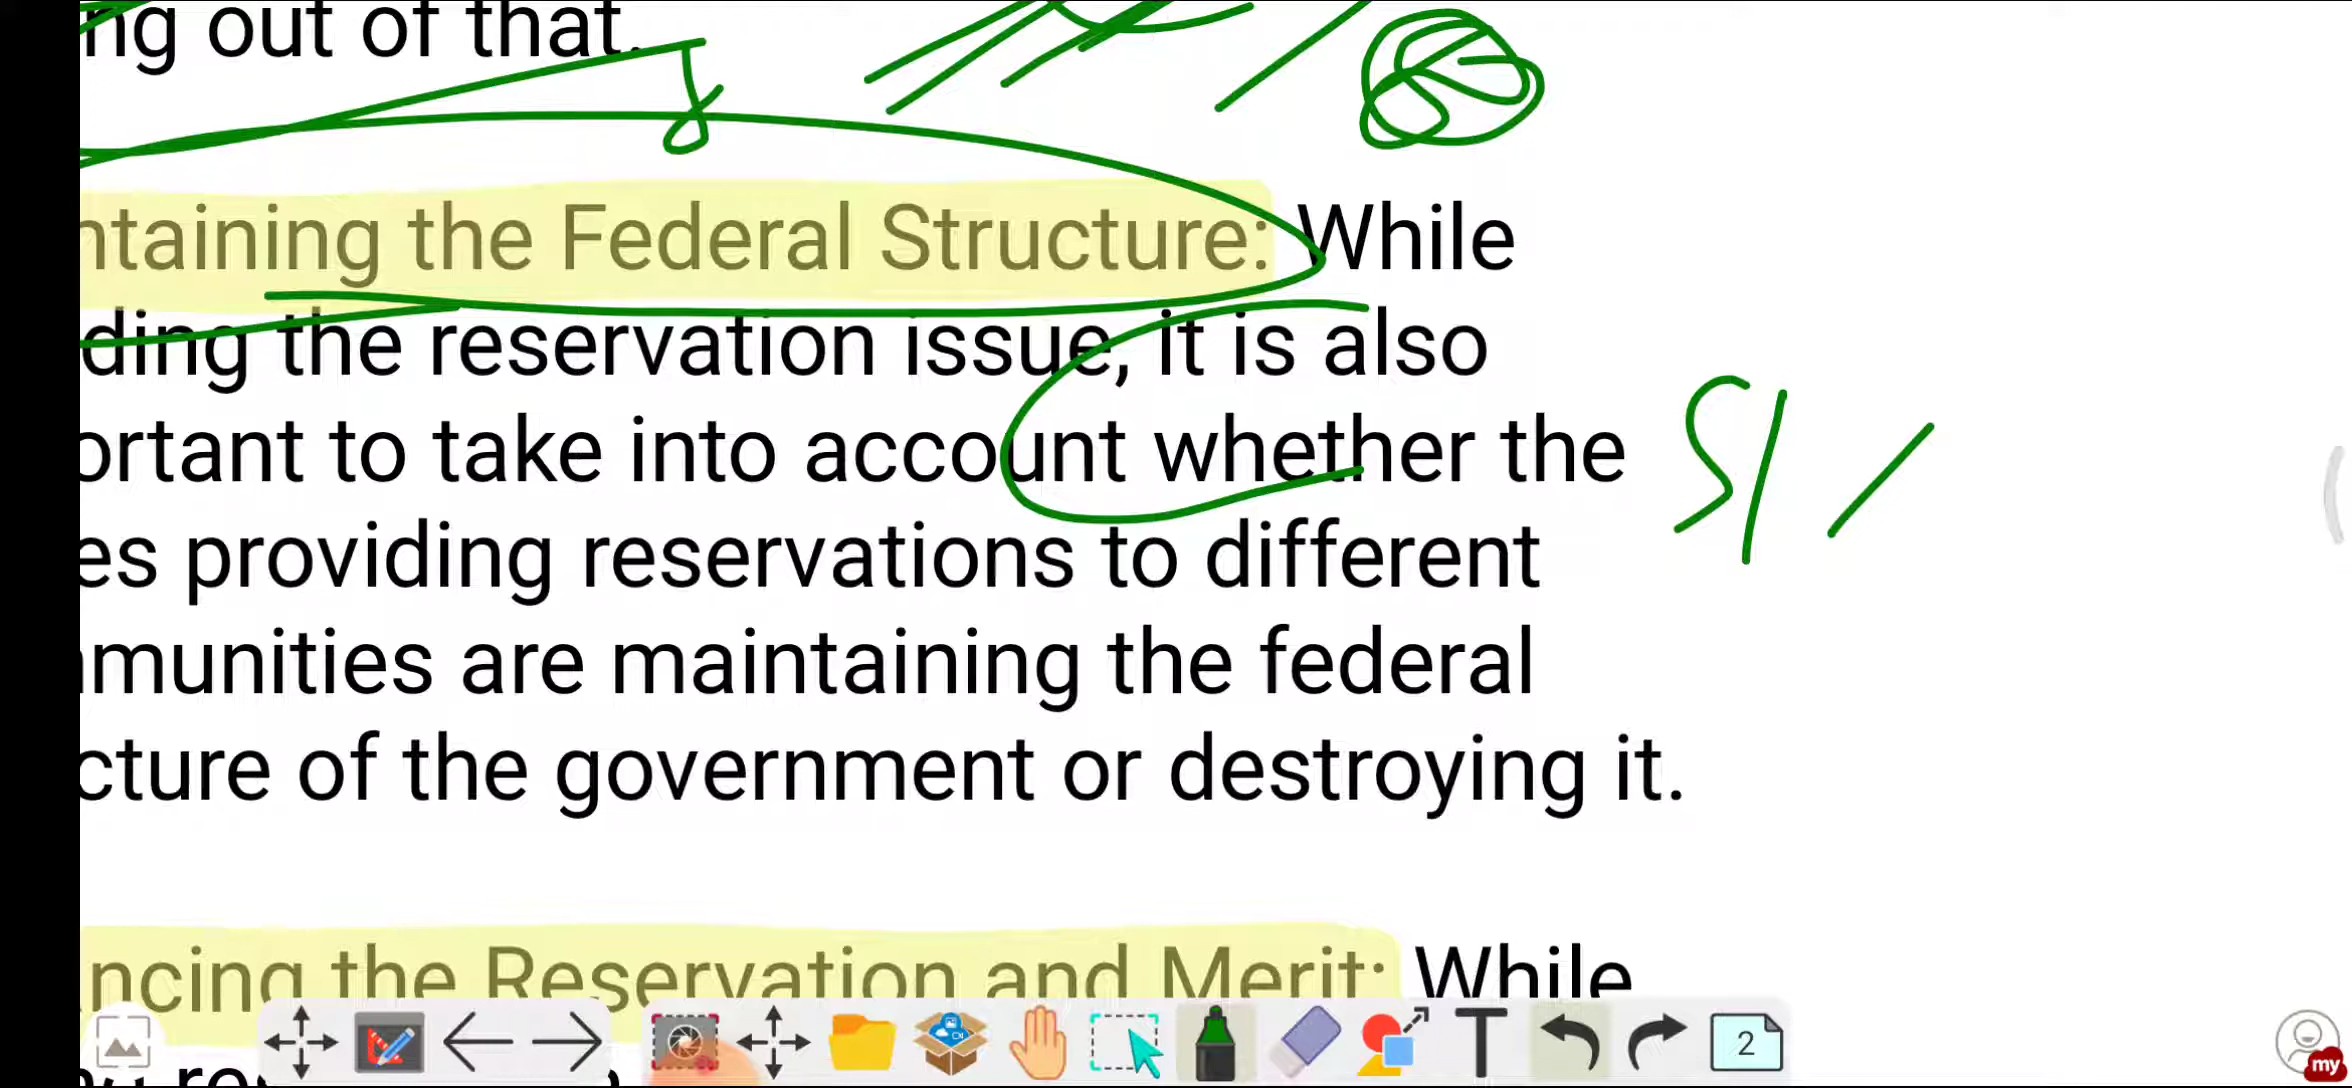 ng out of that.
ntaining the Federal Structure: While
ding the reservation issue, it is also
ortant to take into account whether the
es providing reservations to different
munities are maintaining the federal
cture of the government or destroying it.
ncing the Reservation and Merit: While
2
my